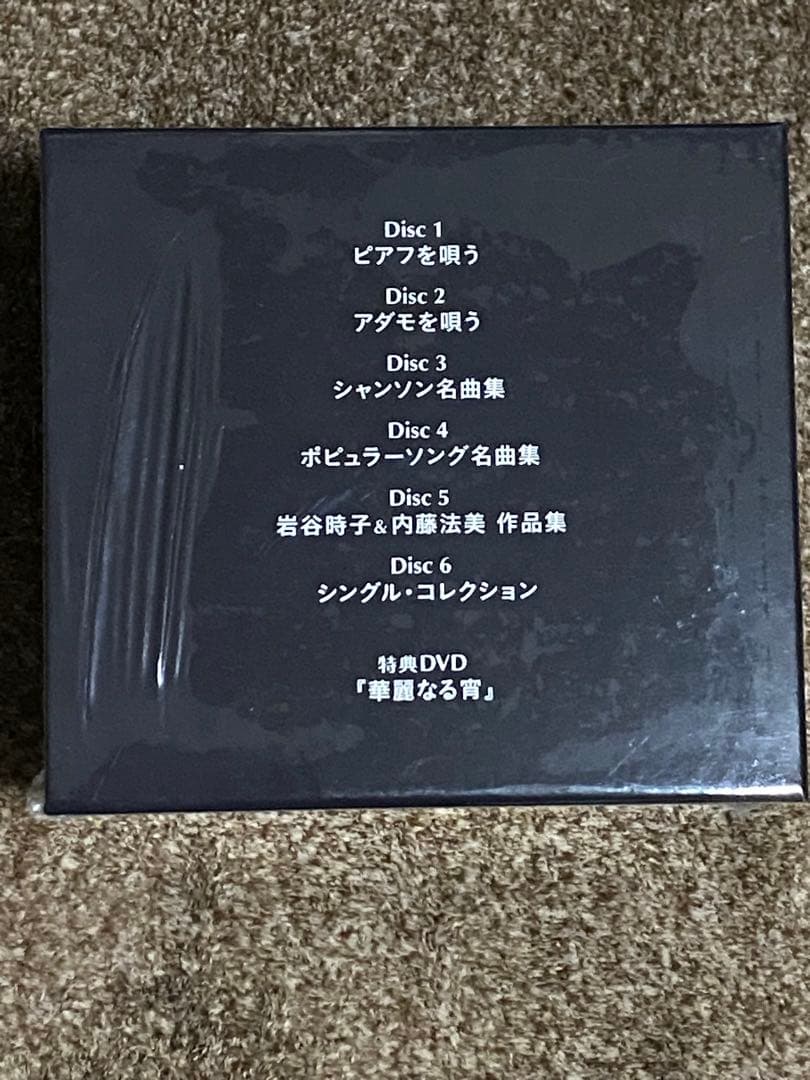 Disc 1
ピアフを唄う
Disc 2
アダモを唄う
Disc 3
シャンソン名曲集
Disc 4
ポピュラーソング名曲集
Disc 5
岩谷時子&内藤法美 作品集
Disc 6
シングル・コレクション
特典DVD
『華麗なる宵』